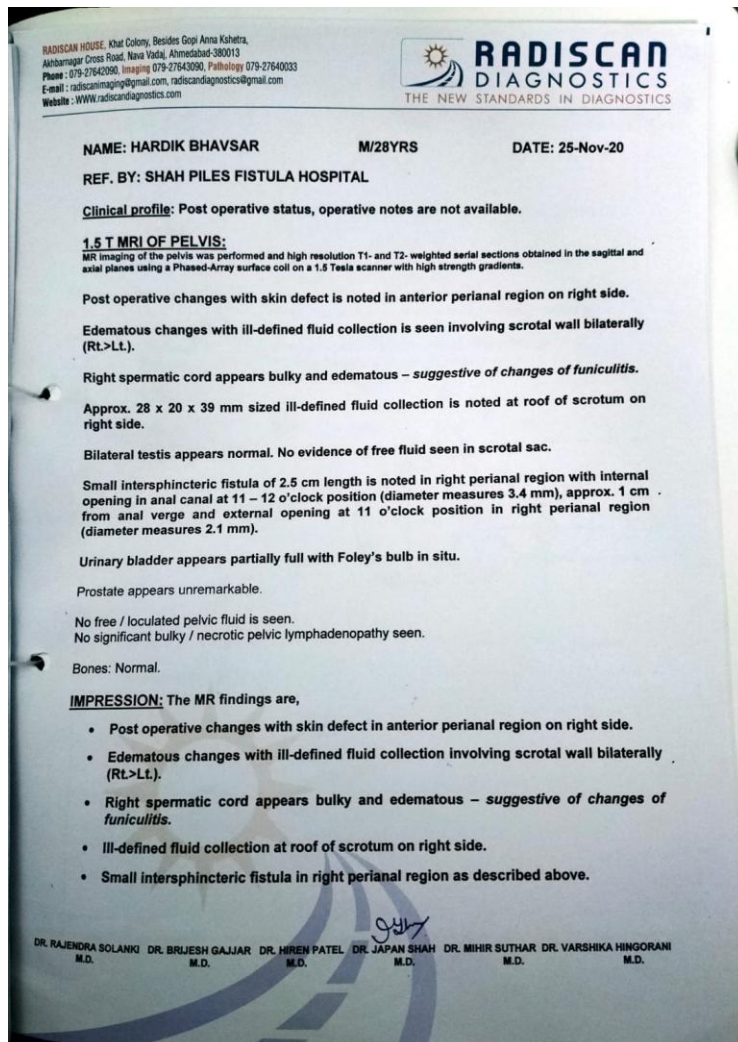 RADISCAN HOUSE, Khat Colony, Besides Gopi Anna Kshetra,
Akhbarnagar Cross Road, Nava Vadaj, Ahmedabad-380013
Phone : 079-27642090, Imaging 079-27643090, Pathology 079-27640033
E-mail : radiscanimaging@gmail.com, radiscandiagnostics@gmail.com
Website : WWW.radiscandiagnostics.com
RADISCAN
DIAGNOSTICS
THE NEW STANDARDS IN DIAGNOSTICS
NAME: HARDIK BHAVSAR M/28YRS DATE: 25-Nov-20
REF. BY: SHAH PILES FISTULA HOSPITAL
Clinical profile: Post operative status, operative notes are not available.
1.5 T MRI OF PELVIS:
MR imaging of the pelvis was performed and high resolution T1- and T2- weighted serial sections obtained in the sagittal and
axial planes using a Phased-Array surface coil on a 1.5 Tesla scanner with high strength gradients.
Post operative changes with skin defect is noted in anterior perianal region on right side.
Edematous changes with ill-defined fluid collection is seen involving scrotal wall bilaterally
(Rt.>Lt.).
Right spermatic cord appears bulky and edematous – suggestive of changes of funiculitis.
Approx. 28 x 20 x 39 mm sized ill-defined fluid collection is noted at roof of scrotum on
right side.
Bilateral testis appears normal. No evidence of free fluid seen in scrotal sac.
Small intersphincteric fistula of 2.5 cm length is noted in right perianal region with internal
opening in anal canal at 11 – 12 o'clock position (diameter measures 3.4 mm), approx. 1 cm
from anal verge and external opening at 11 o'clock position in right perianal region
(diameter measures 2.1 mm).
Urinary bladder appears partially full with Foley's bulb in situ.
Prostate appears unremarkable.
No free / loculated pelvic fluid is seen.
No significant bulky / necrotic pelvic lymphadenopathy seen.
Bones: Normal.
IMPRESSION: The MR findings are,
• Post operative changes with skin defect in anterior perianal region on right side.
• Edematous changes with ill-defined fluid collection involving scrotal wall bilaterally
(Rt.>Lt.).
• Right spermatic cord appears bulky and edematous – suggestive of changes of
funiculitis.
• Ill-defined fluid collection at roof of scrotum on right side.
• Small intersphincteric fistula in right perianal region as described above.
DR. RAJENDRA SOLANKI DR. BRIJESH GAJJAR DR. HIREN PATEL DR. JAPAN SHAH DR. MIHIR SUTHAR DR. VARSHIKA HINGORANI
M.D. M.D. M.D. M.D. M.D. M.D.